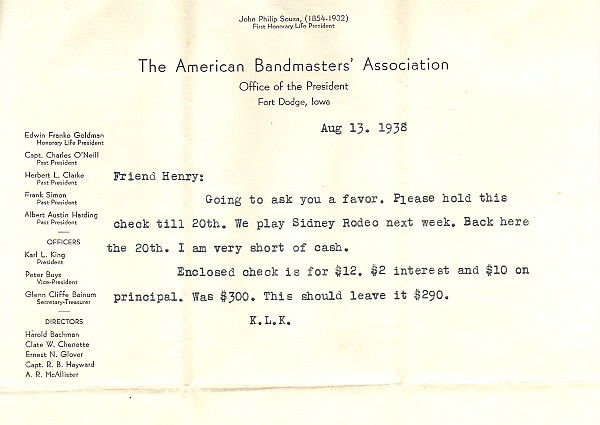 John Philip Sousa, (1854-1932)
First Honorary Life President
The American Bandmasters' Association
Office of the President
Fort Dodge, Iowa
Aug 13. 1938
Edwin Franko Goldman
Honorary Life President
Capt. Charles O'Neill
Past President
Herbert L. Clarke
Past President
Frank Simon
Past President
Albert Austin Harding
Past President
OFFICERS
Karl L. King
President
Peter Buys
Vice-President
Glenn Cliffe Bainum
Secretary-Treasurer
DIRECTORS
Harold Bachman
Clate W. Chenette
Ernest N. Glover
Capt. R. B. Hayward
A. R. McAllister
Friend Henry:
Going to ask you a favor. Please hold this
check till 20th. We play Sidney Rodeo next week. Back here
the 20th. I am very short of cash.
Enclosed check is for $12. $2 interest and $10 on
principal. Was $300. This should leave it $290.
K.L.K.